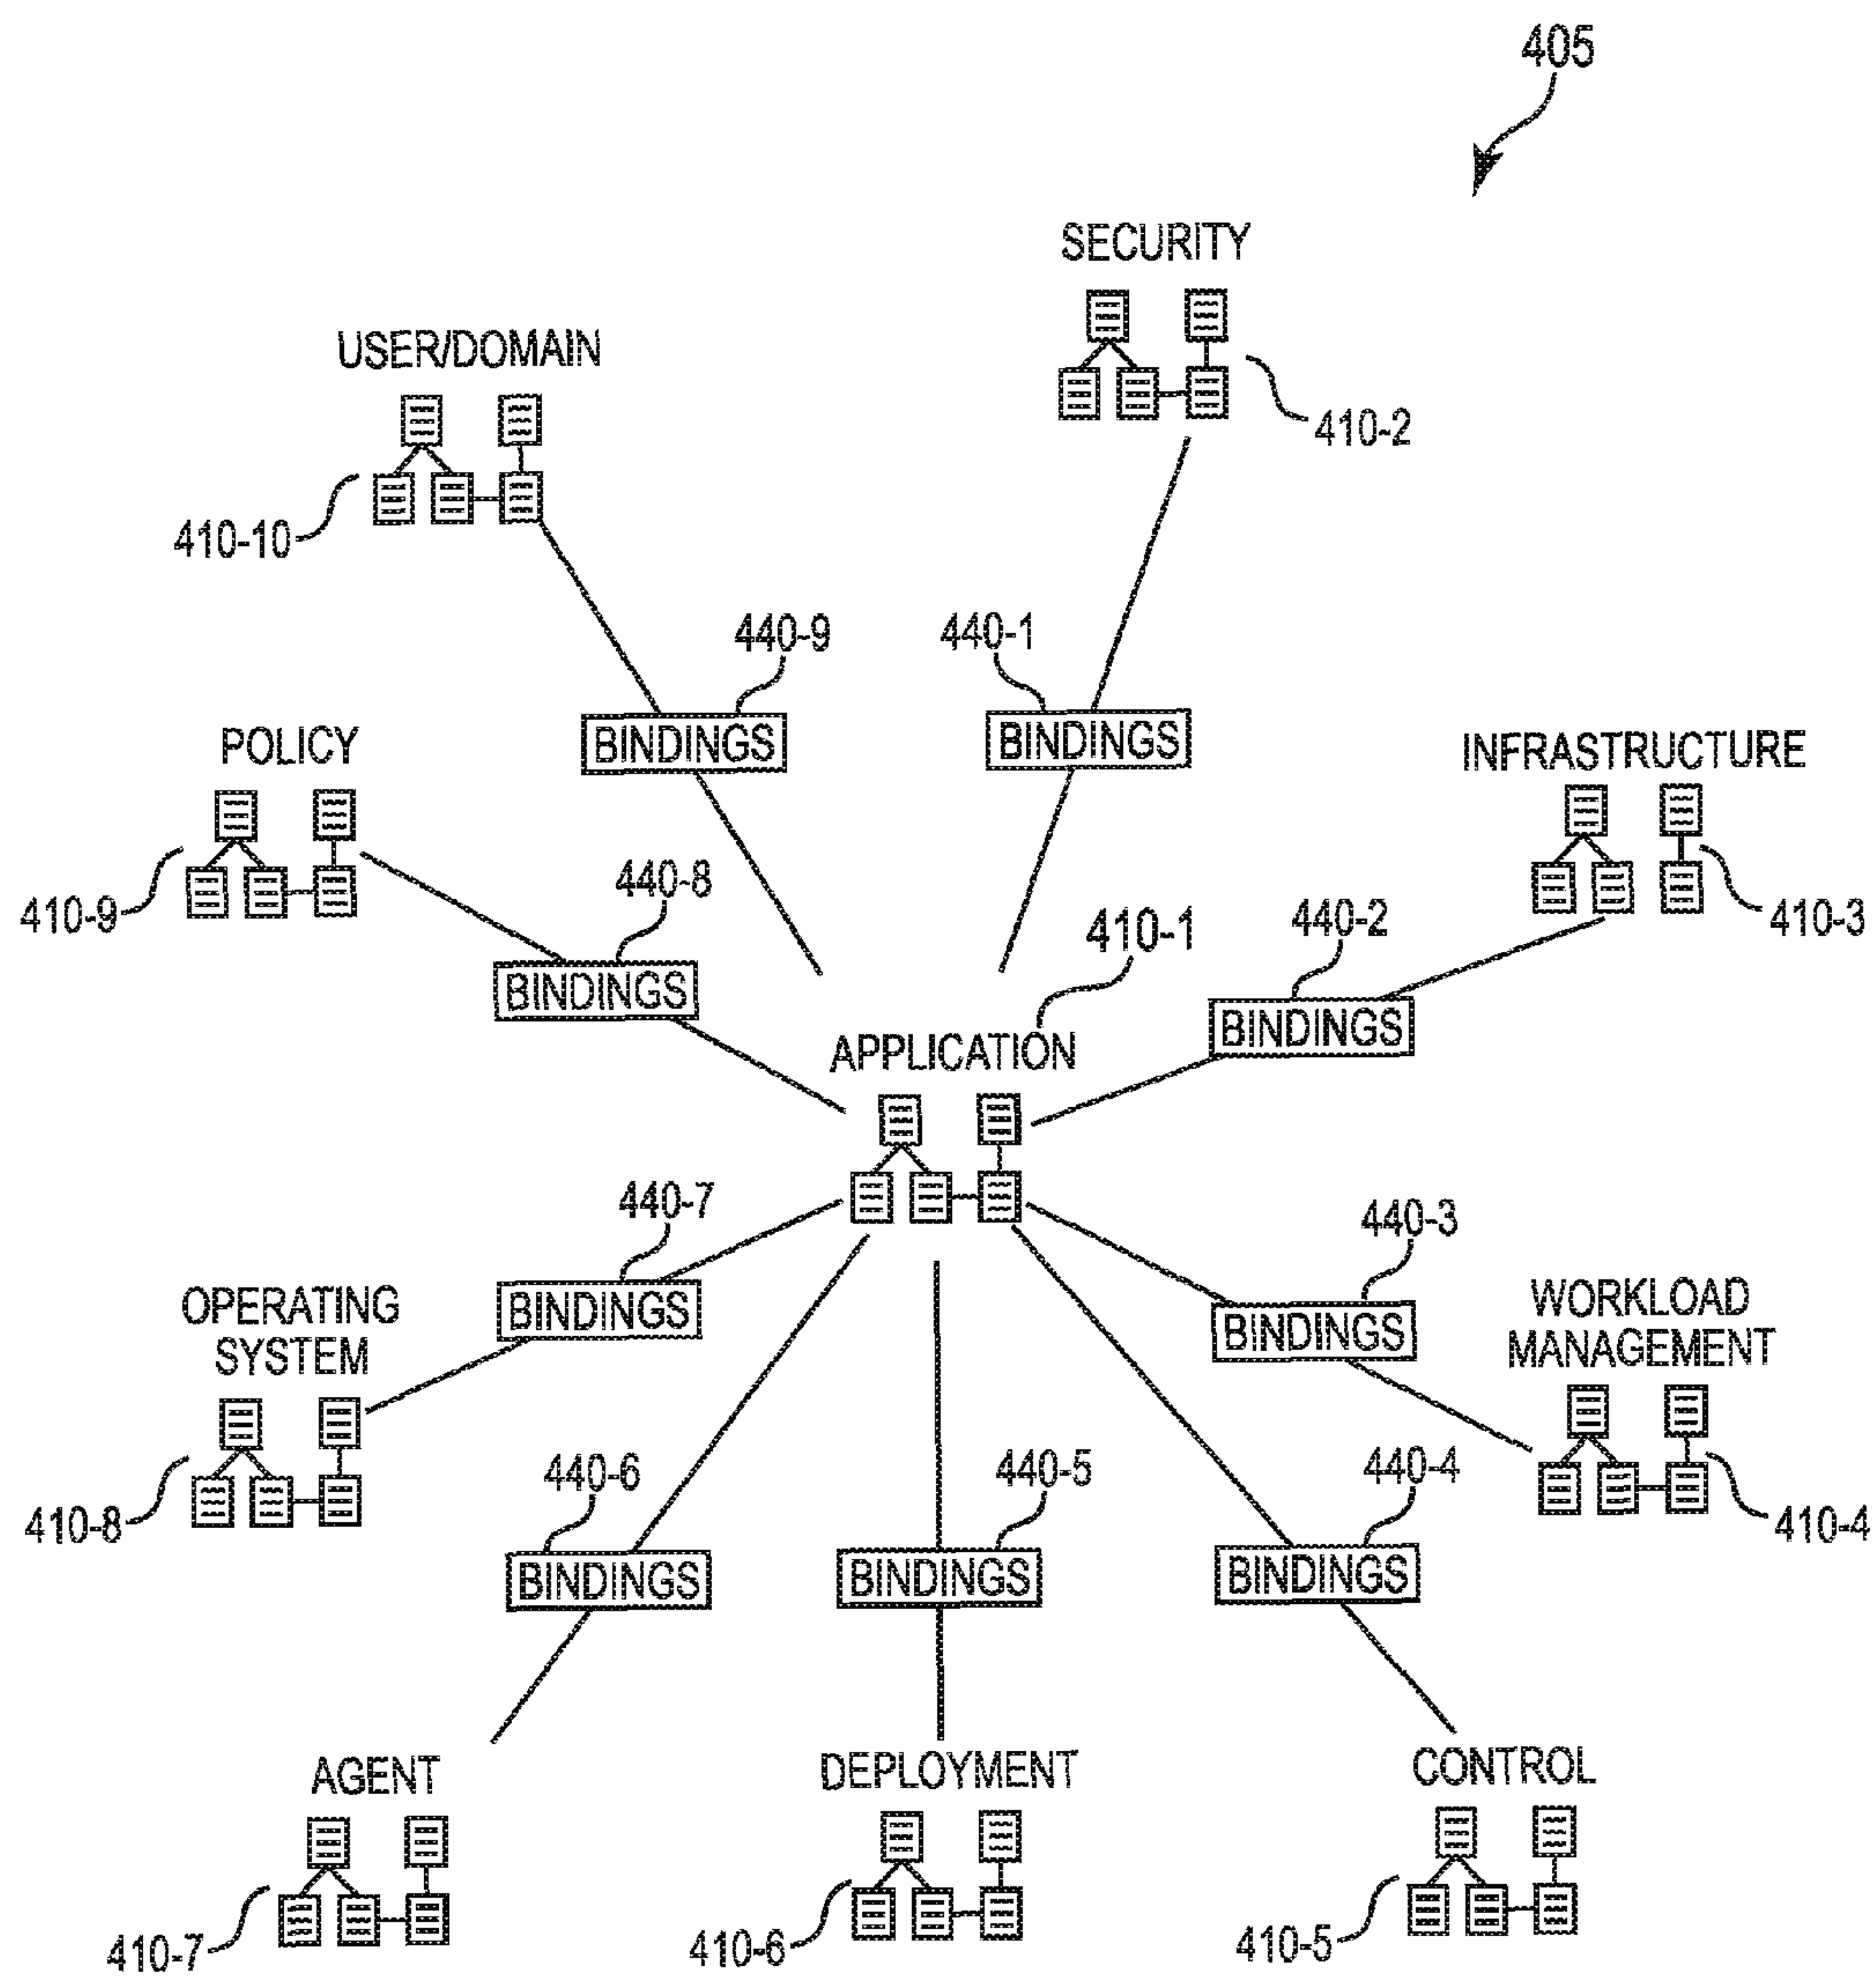 405
SECURITY
410-2
USER/DOMAIN
410-10
440-9
440-1
BINDINGS
BINDINGS
POLICY
410-9
INFRASTRUCTURE
410-3
440-8
BINDINGS
410-1
440-2
BINDINGS
APPLICATION
440-7
BINDINGS
OPERATING
SYSTEM
410-8
440-3
BINDINGS
WORKLOAD
MANAGEMENT
410-4
440-6
BINDINGS
440-5
BINDINGS
440-4
BINDINGS
AGENT
410-7
DEPLOYMENT
410-6
CONTROL
410-5